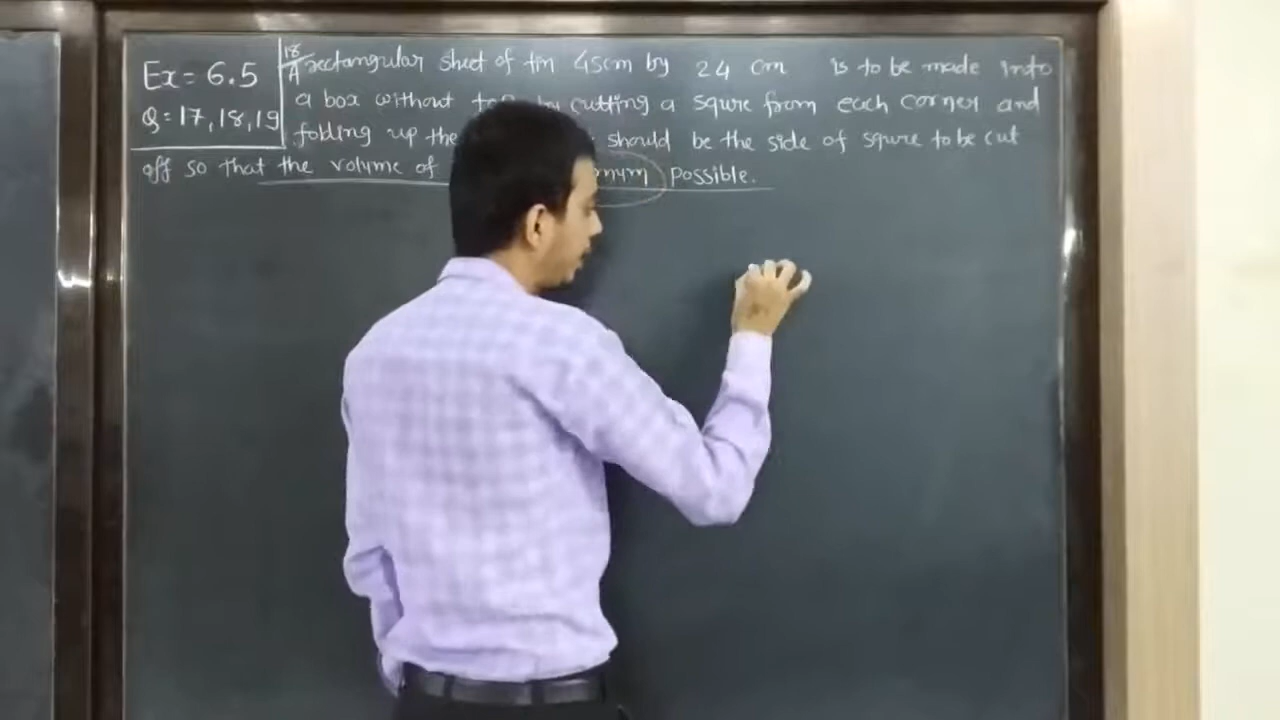 Ex = 6.5
Q = 17, 18, 19
18/ A rectangular sheet of tin 45cm by 24 cm is to be made into
a box without cutting a squre from each corner and
folding up the should be the side of squre to be cut
off so that the volume of possible.